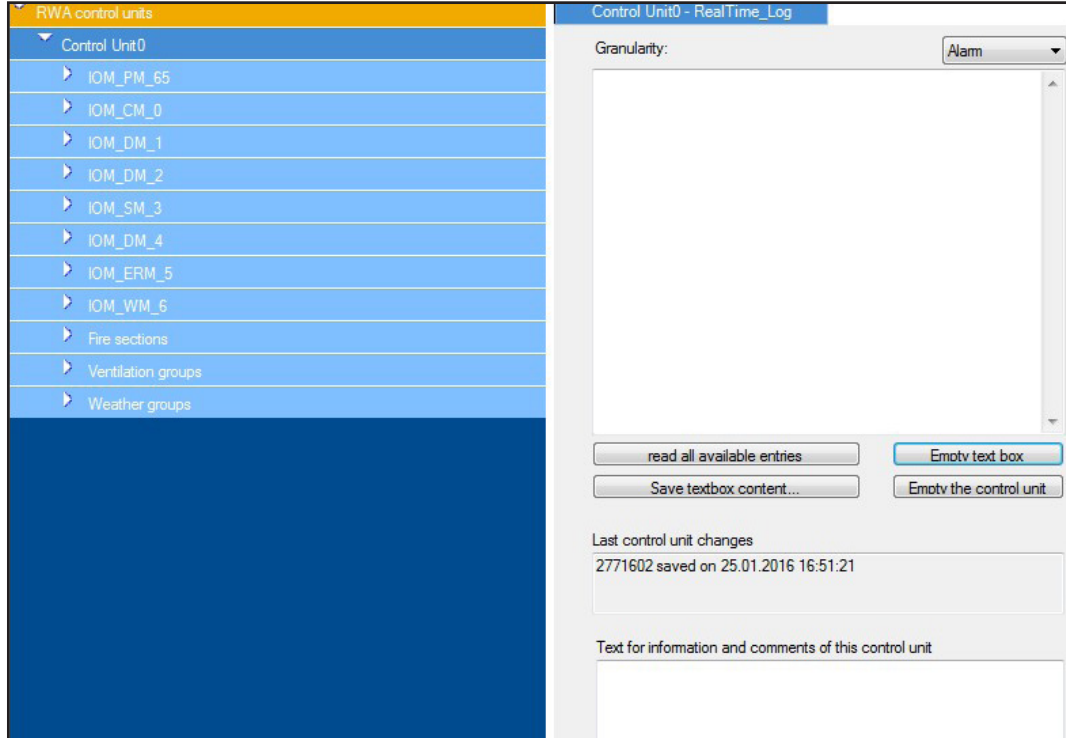 RWA control units
Control Unit0
IOM_PM_65
IOM_CM_0
IOM_DM_1
IOM_DM_2
IOM_SM_3
IOM_DM_4
IOM_ERM_5
IOM_WM_6
Fire sections
Ventilation groups
Weather groups
Control Unit0 - RealTime_Log
Granularity:
Alarm
read all available entries
Empty text box
Save textbox content...
Empty the control unit
Last control unit changes
2771602 saved on 25.01.2016 16:51:21
Text for information and comments of this control unit